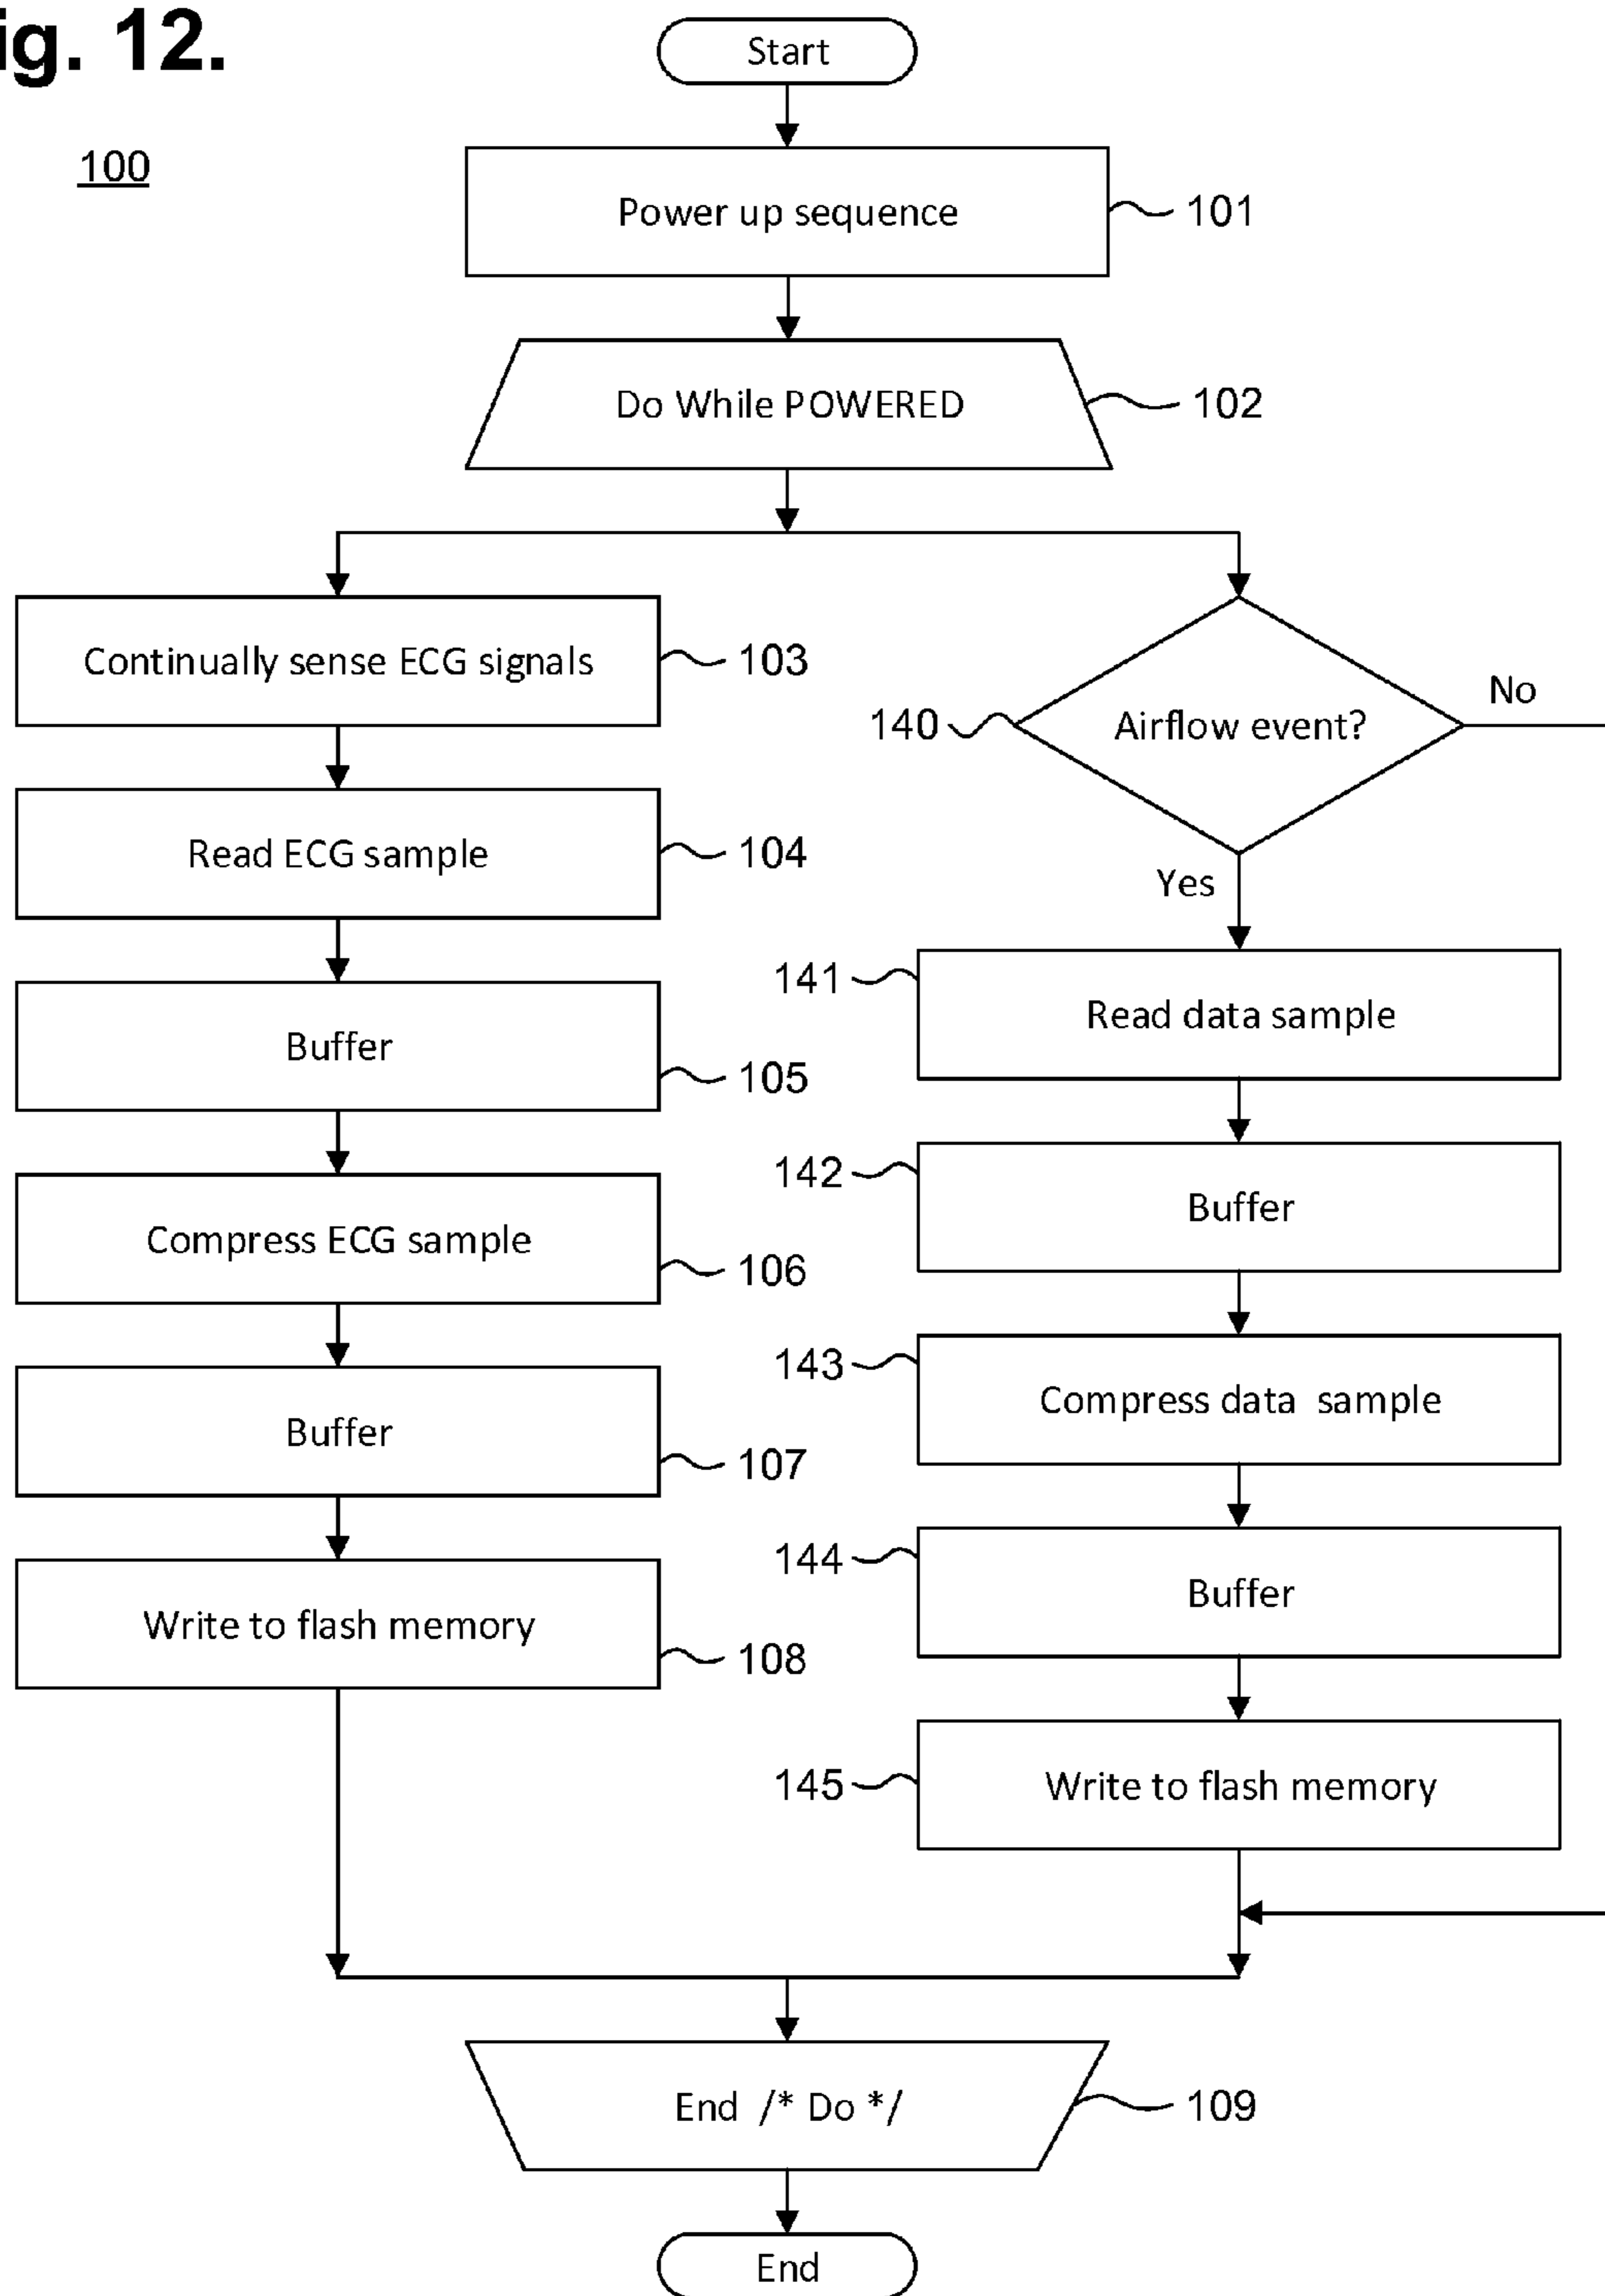 ig. 12.
100
Start
Power up sequence
101
Do While POWERED
102
Continually sense ECG signals
103
Read ECG sample
104
Buffer
105
Compress ECG sample
106
Buffer
107
Write to flash memory
108
140
Airflow event?
No
Yes
141
Read data sample
142
Buffer
143
Compress data  sample
144
Buffer
145
Write to flash memory
End  /* Do */
109
End